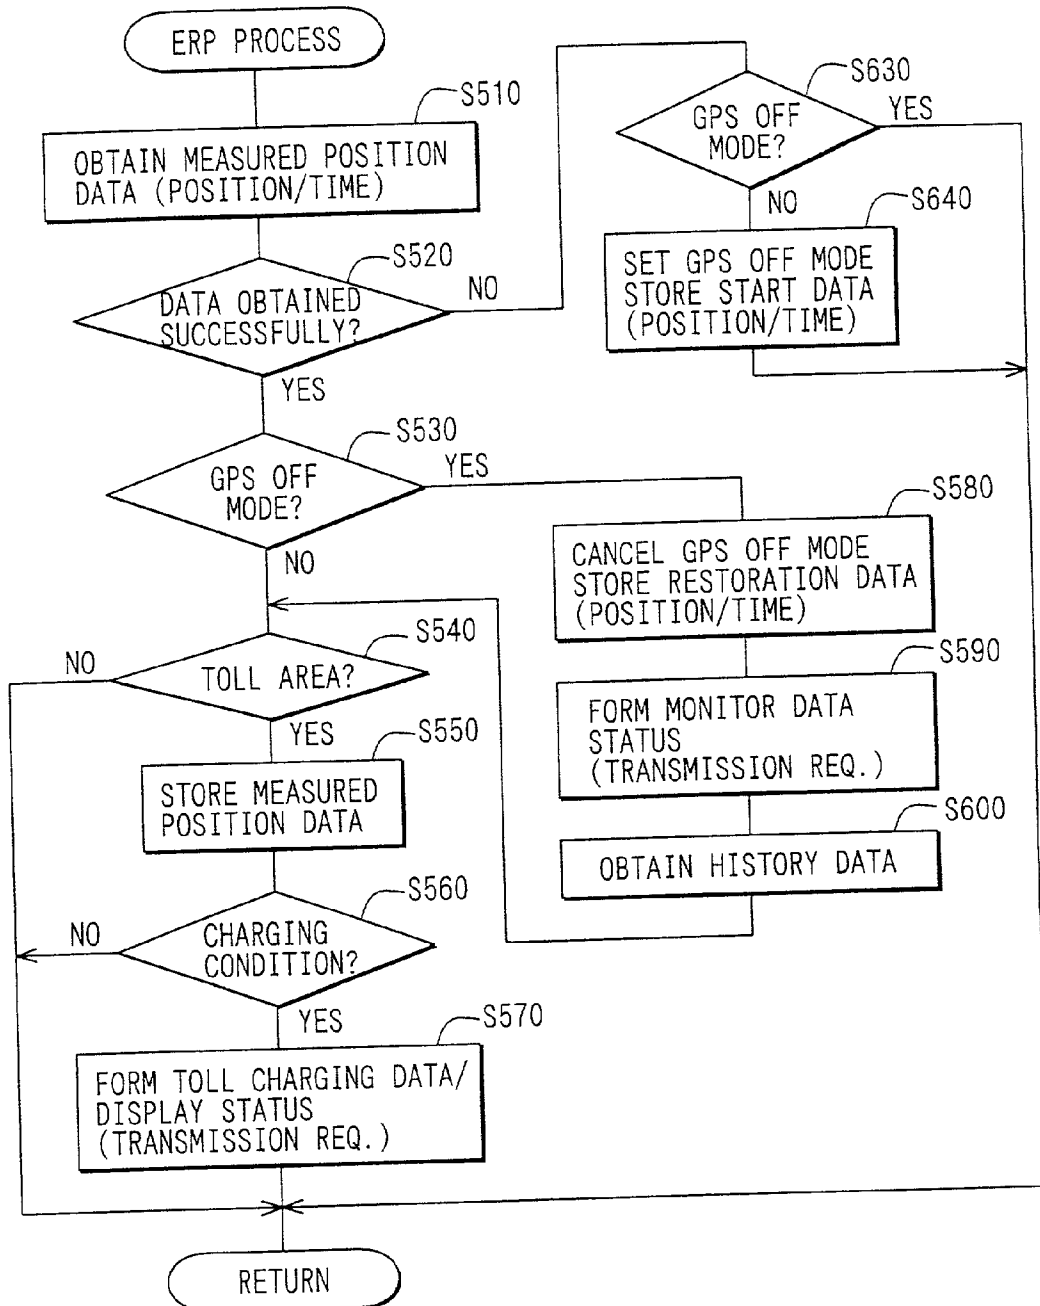 ERP PROCESS
S510
OBTAIN MEASURED POSITION
DATA (POSITION/TIME)
S520
DATA OBTAINED
SUCCESSFULLY?
NO
YES
S630
GPS OFF
MODE?
YES
NO
S640
SET GPS OFF MODE
STORE START DATA
(POSITION/TIME)
S530
GPS OFF
MODE?
YES
NO
S580
CANCEL GPS OFF MODE
STORE RESTORATION DATA
(POSITION/TIME)
S590
FORM MONITOR DATA
STATUS
(TRANSMISSION REQ.)
S600
OBTAIN HISTORY DATA
S540
TOLL AREA?
NO
YES
S550
STORE MEASURED
POSITION DATA
S560
CHARGING
CONDITION?
NO
YES
S570
FORM TOLL CHARGING DATA/
DISPLAY STATUS
(TRANSMISSION REQ.)
RETURN